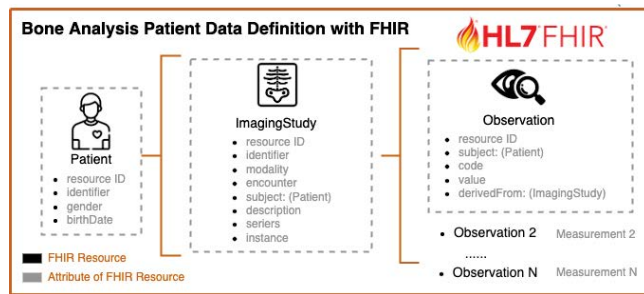 Bone Analysis Patient Data Definition with FHIR
HL7 FHIR®
Patient
• resource ID
• identifier
• gender
• birthDate
ImagingStudy
• resource ID
• identifier
• modality
• encounter
• subject: (Patient)
• description
• seriers
• instance
Observation
• resource ID
• subject: (Patient)
• code
• value
• derivedFrom: (ImagingStudy)
• Observation 2 Measurement 2
......
• Observation N Measurement N
FHIR Resource
Attribute of FHIR Resource